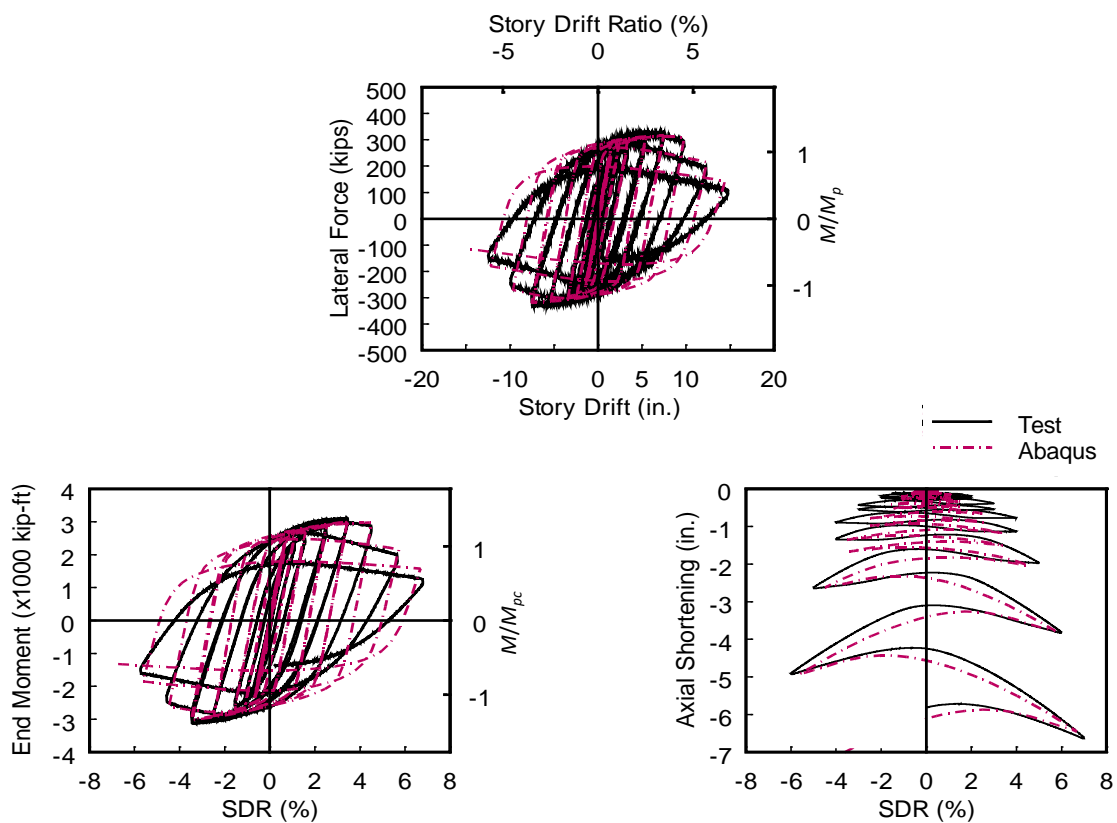 Story Drift Ratio (%)
-5 0 5
500
400
300
200
100
0
-100
-200
-300
-400
-500
Lateral Force (kips)
1
0
-1
M/Mp
-20 -10 0 5 10 20
Story Drift (in.)
Test
Abaqus
4
3
2
1
0
-1
-2
-3
-4
End Moment (x1000 kip-ft)
1
0
-1
M/Mpc
-8 -6 -4 -2 0 2 4 6 8
SDR (%)
0
-1
-2
-3
-4
-5
-6
-7
Axial Shortening (in.)
-8 -6 -4 -2 0 2 4 6 8
SDR (%)